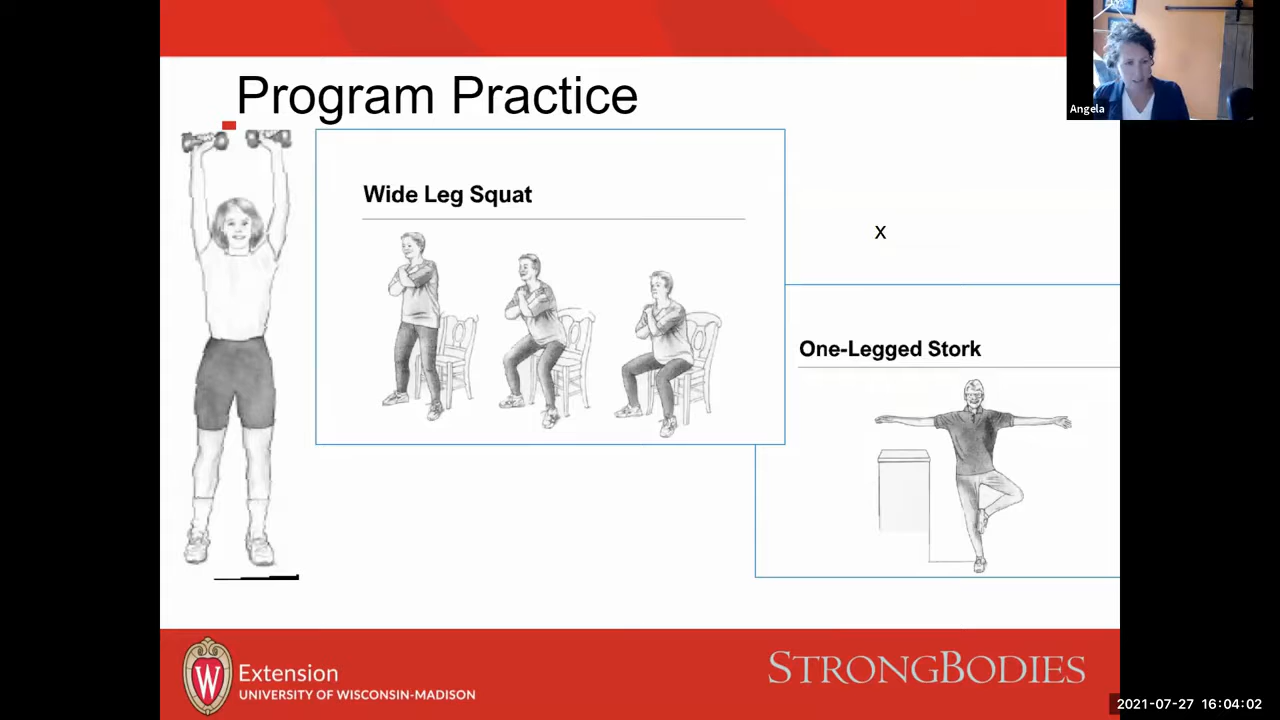 Program Practice
Angela
Wide Leg Squat
x
One-Legged Stork
W
Extension
UNIVERSITY OF WISCONSIN-MADISON
STRONGBODIES
2021-07-27 16:04:02